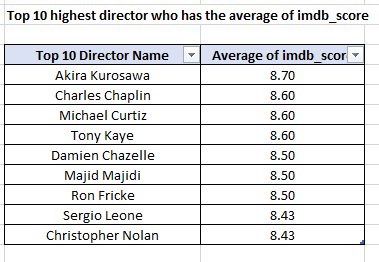 Top 10 highest director who has the average of imdb_score
Top 10 Director Name Average of imdb_scor
Akira Kurosawa 8.70
Charles Chaplin 8.60
Michael Curtiz 8.60
Tony Kaye 8.60
Damien Chazelle 8.50
Majid Majidi 8.50
Ron Fricke 8.50
Sergio Leone 8.43
Christopher Nolan 8.43